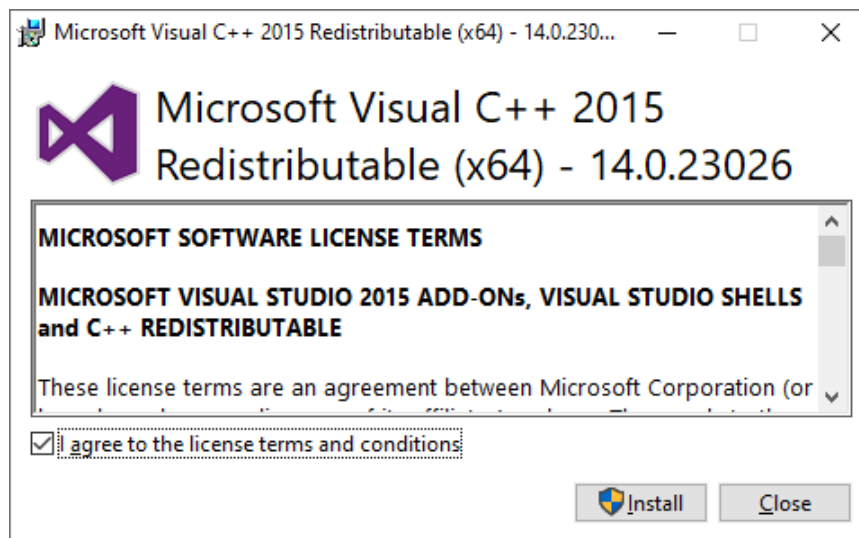 Microsoft Visual C++ 2015 Redistributable (x64) - 14.0.230...
Microsoft Visual C++ 2015
Redistributable (x64) - 14.0.23026
MICROSOFT SOFTWARE LICENSE TERMS
MICROSOFT VISUAL STUDIO 2015 ADD-ONs, VISUAL STUDIO SHELLS
and C++ REDISTRIBUTABLE
These license terms are an agreement between Microsoft Corporation (or
I agree to the license terms and conditions
Install
Close